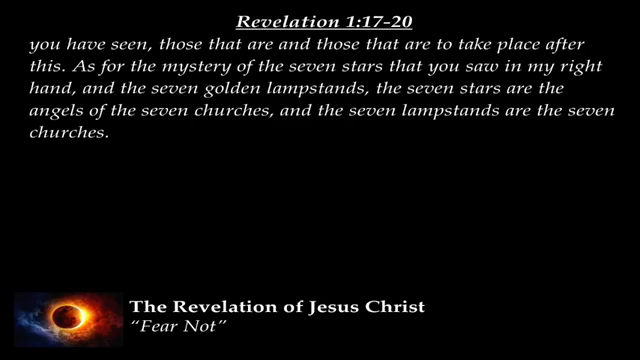 Revelation 1:17-20
you have seen, those that are and those that are to take place after
this. As for the mystery of the seven stars that you saw in my right
hand, and the seven golden lampstands, the seven stars are the
angels of the seven churches, and the seven lampstands are the seven
churches.
The Revelation of Jesus Christ
“Fear Not”